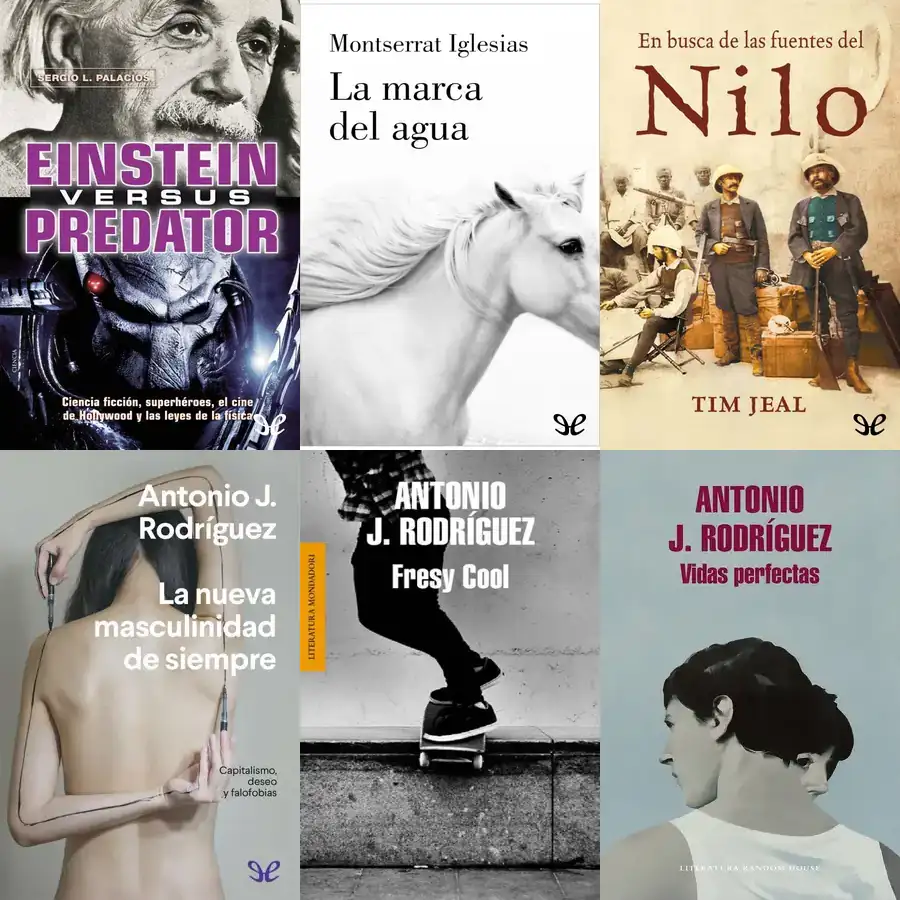 SERGIO L. PALACIOS
EINSTEIN
VERSUS
PREDATOR
CIENCIA
Ciencia ficción, superhéroes, el cine
de Hollywood y las leyes de la física
Montserrat Iglesias
La marca
del agua
En busca de las fuentes del
Nilo
TIM JEAL
Antonio J.
Rodríguez
La nueva
masculinidad
de siempre
Capitalismo,
deseo
y falofobias
ANTONIO
J. RODRÍGUEZ
Fresy Cool
LITERATURA MONDADORI
ANTONIO
J. RODRÍGUEZ
Vidas perfectas
LITERATURA RANDOM HOUSE